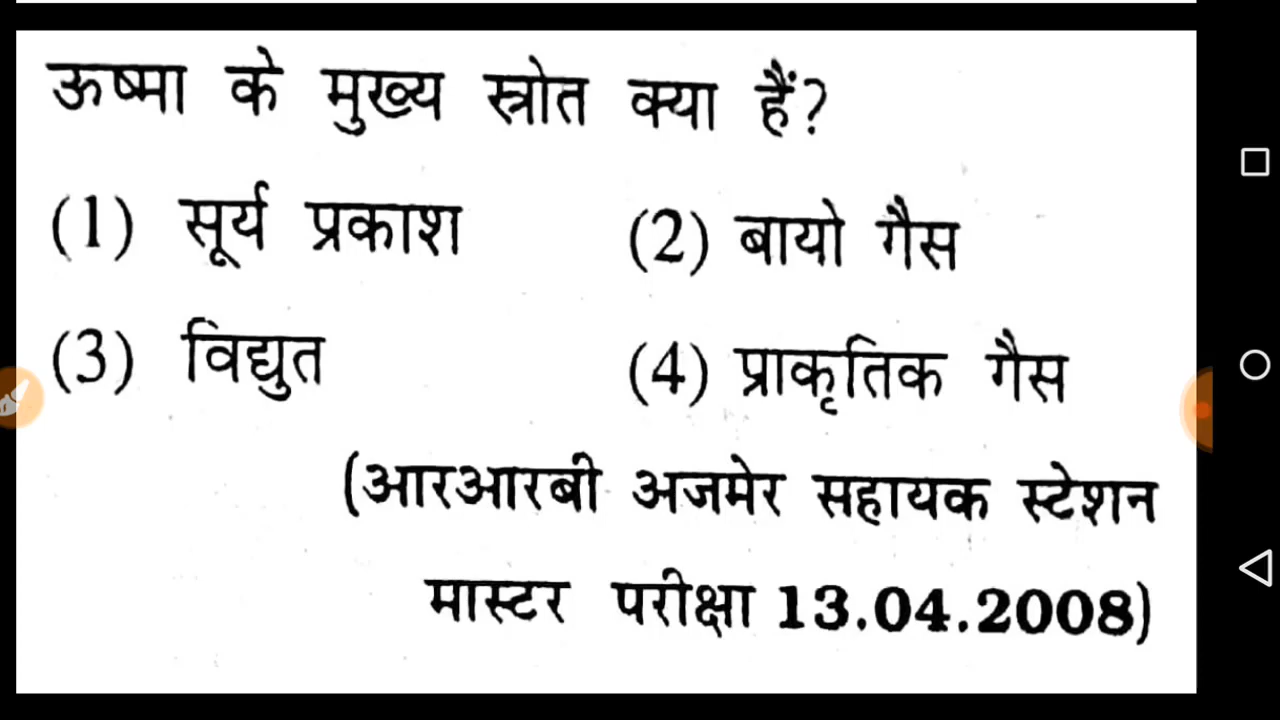 ऊष्मा के मुख्य स्रोत क्या हैं?
(1) सूर्य प्रकाश (2) बायो गैस
(3) विद्युत (4) प्राकृतिक गैस
(आरआरबी अजमेर सहायक स्टेशन
मास्टर परीक्षा 13.04.2008)